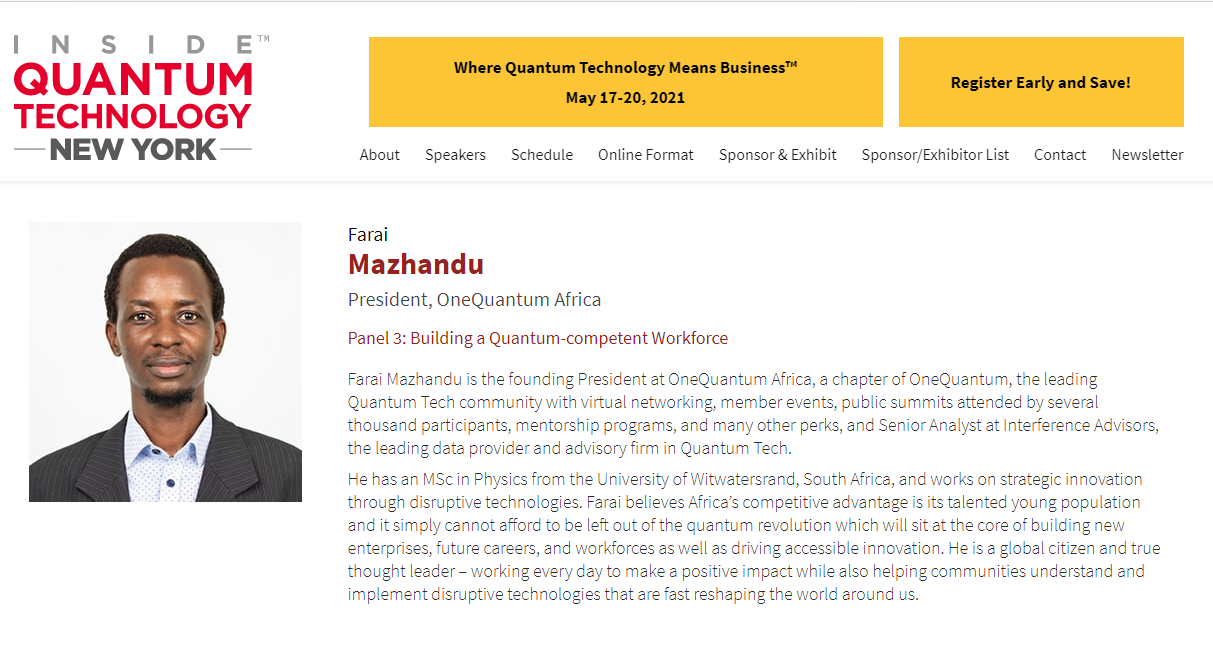 INSIDE™
QUANTUM
TECHNOLOGY
NEW YORK
Where Quantum Technology Means Business™
May 17-20, 2021
Register Early and Save!
About Speakers Schedule Online Format Sponsor & Exhibit Sponsor/Exhibitor List Contact Newsletter
Farai
Mazhandu
President, OneQuantum Africa
Panel 3: Building a Quantum-competent Workforce
Farai Mazhandu is the founding President at OneQuantum Africa, a chapter of OneQuantum, the leading
Quantum Tech community with virtual networking, member events, public summits attended by several
thousand participants, mentorship programs, and many other perks, and Senior Analyst at Interference Advisors,
the leading data provider and advisory firm in Quantum Tech.
He has an MSc in Physics from the University of Witwatersrand, South Africa, and works on strategic innovation
through disruptive technologies. Farai believes Africa’s competitive advantage is its talented young population
and it simply cannot afford to be left out of the quantum revolution which will sit at the core of building new
enterprises, future careers, and workforces as well as driving accessible innovation. He is a global citizen and true
thought leader – working every day to make a positive impact while also helping communities understand and
implement disruptive technologies that are fast reshaping the world around us.